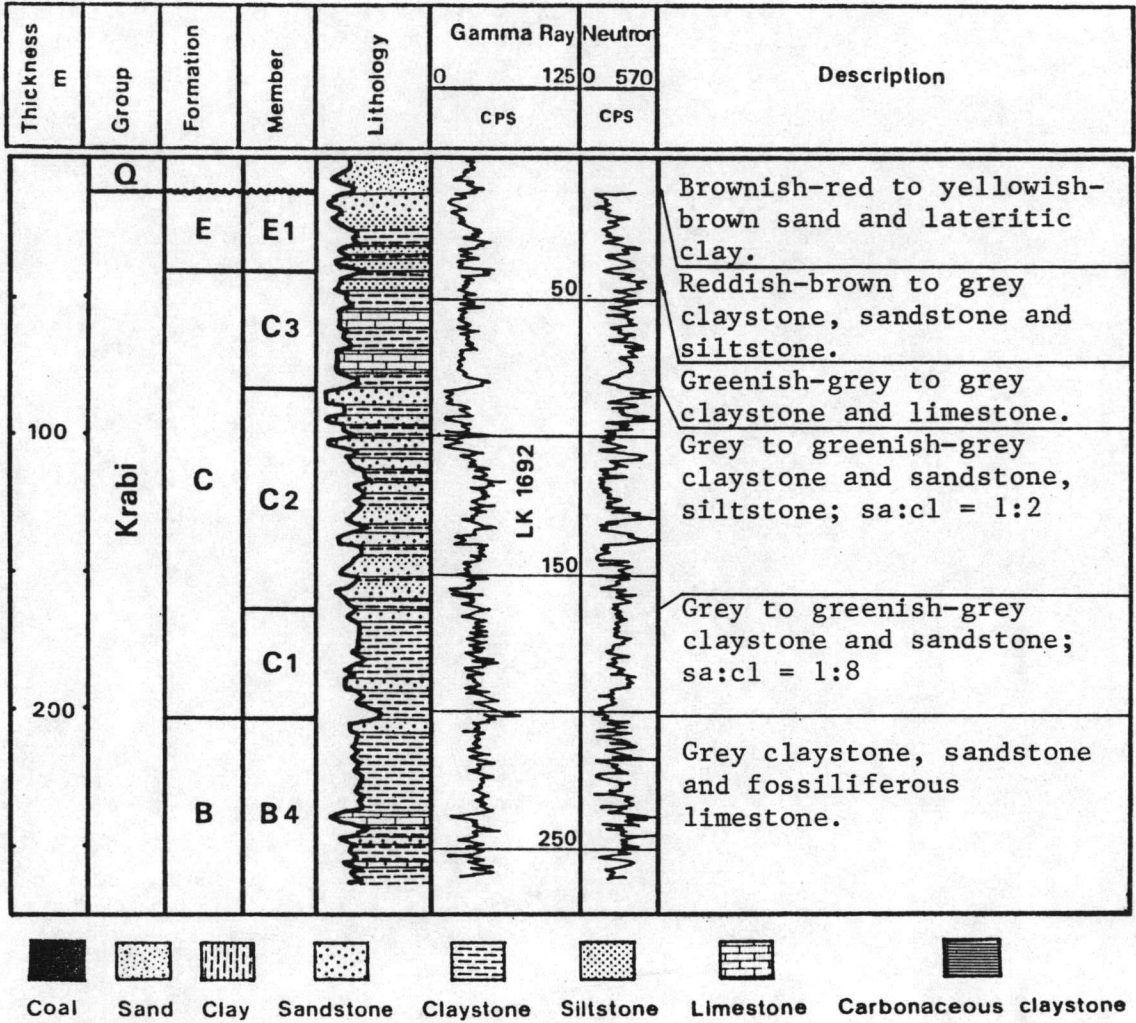 Thickness m
Group
Formation
Member
Lithology
Gamma Ray
0 125
CPS
Neutron
0 570
CPS
Description
Q
E
E1
50
C3
100
Krabi
C
C2
LK 1692
150
C1
200
B
B4
250
Brownish-red to yellowish-
brown sand and lateritic
clay.
Reddish-brown to grey
claystone, sandstone and
siltstone.
Greenish-grey to grey
claystone and limestone.
Grey to greenish-grey
claystone and sandstone,
siltstone; sa:cl = 1:2
Grey to greenish-grey
claystone and sandstone;
sa:cl = 1:8
Grey claystone, sandstone
and fossiliferous
limestone.
Coal Sand Clay Sandstone Claystone Siltstone Limestone Carbonaceous claystone